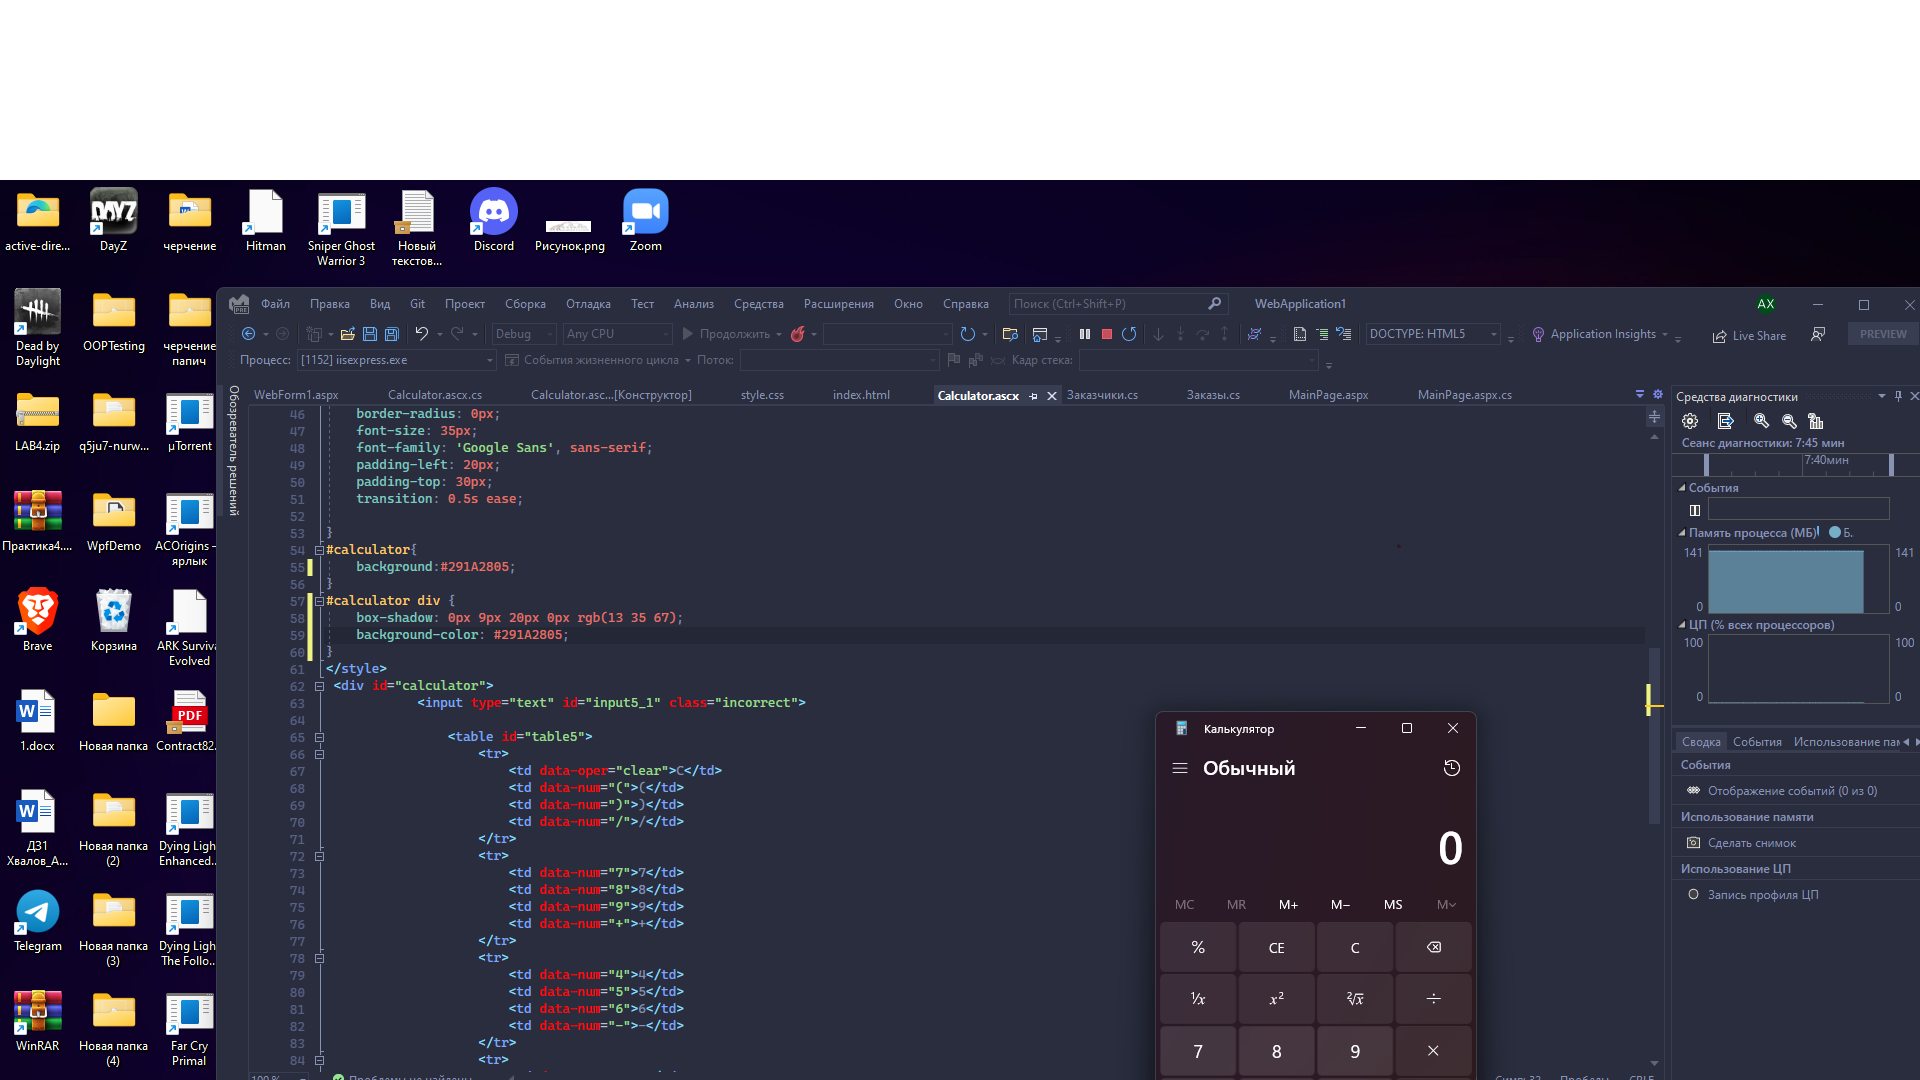 active-dire...
DayZ
черчение
Hitman
Sniper Ghost Warrior 3
Новый текстов...
Discord
Рисунок.png
Zoom
Dead by Daylight
OOPTesting
черчение папич
LAB4.zip
q5ju7-nurw...
µTorrent
Практика4....
WpfDemo
ACOrigins – ярлык
Brave
Корзина
ARK Surviva Evolved
1.docx
Новая папка
Contract82.
ДЗ1 Хвалов_А...
Новая папка (2)
Dying Ligh Enhanced..
Telegram
Новая папка (3)
Dying Ligh The Follo..
WinRAR
Новая папка (4)
Far Cry Primal
Файл Правка Вид Git Проект Сборка Отладка Тест Анализ Средства Расширения Окно Справка Поиск (Ctrl+Shift+P) WebApplication1 AX
Debug Any CPU Продолжить DOCTYPE: HTML5 Application Insights Live Share PREVIEW
Процесс: [1152] iisexpress.exe События жизненного цикла Поток: Кадр стека:
Обозреватель решений
WebForm1.aspx Calculator.ascx.cs Calculator.asc...[Конструктор] style.css index.html Calculator.ascx Заказчики.cs Заказы.cs MainPage.aspx MainPage.aspx.cs
46 border-radius: 0px;
47 font-size: 35px;
48 font-family: 'Google Sans', sans-serif;
49 padding-left: 20px;
50 padding-top: 30px;
51 transition: 0.5s ease;
52
53 }
54 #calculator{
55 background:#291A2805;
56 }
57 #calculator div {
58 box-shadow: 0px 9px 20px 0px rgb(13 35 67);
59 background-color: #291A2805;
60 }
61 </style>
62 <div id="calculator">
63 <input type="text" id="input5_1" class="incorrect">
64
65 <table id="table5">
66 <tr>
67 <td data-oper="clear">C</td>
68 <td data-num="(">(</td>
69 <td data-num=")">)</td>
70 <td data-num="/">/</td>
71 </tr>
72 <tr>
73 <td data-num="7">7</td>
74 <td data-num="8">8</td>
75 <td data-num="9">9</td>
76 <td data-num="+">+</td>
77 </tr>
78 <tr>
79 <td data-num="4">4</td>
80 <td data-num="5">5</td>
81 <td data-num="6">6</td>
82 <td data-num="-">-</td>
83 </tr>
84 <tr>
Калькулятор
Обычный
0
MC MR M+ M− MS M
% CE C
¹/x x² ²√x ÷
7 8 9 ×
Средства диагностики
Сеанс диагностики: 7:45 мин
7:40мин
События
Память процесса (МБ) Б.
141 141
0 0
ЦП (% всех процессоров)
100 100
0 0
Сводка События Использование пам
События
Отображение событий (0 из 0)
Использование памяти
Сделать снимок
Использование ЦП
Запись профиля ЦП